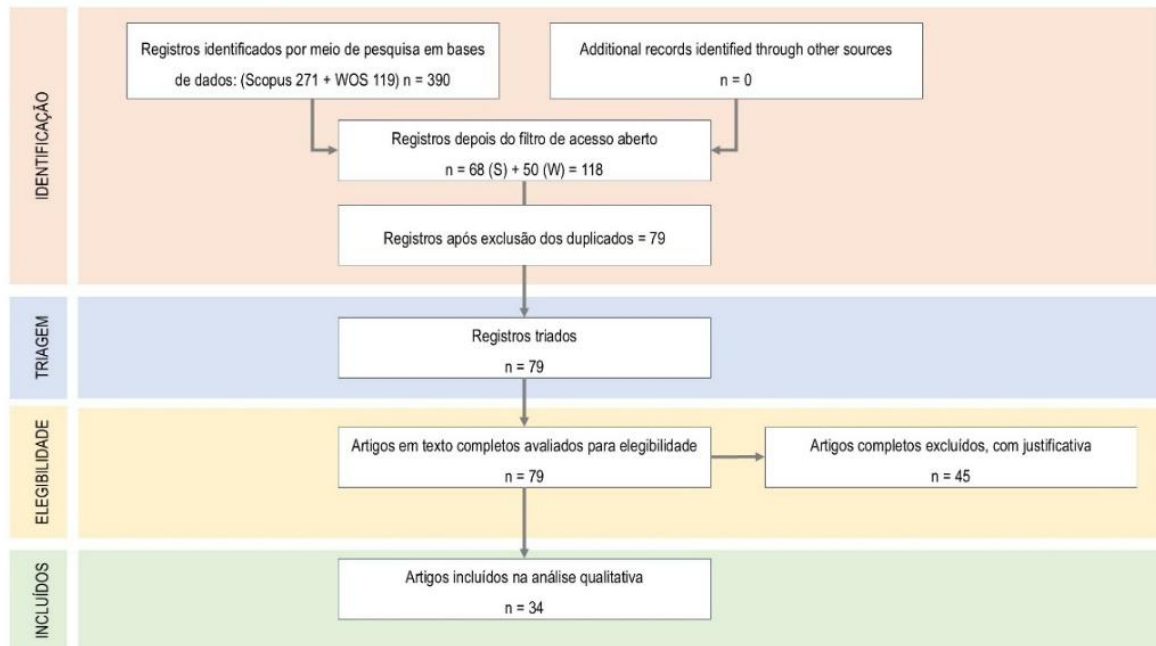 IDENTIFICAÇÃO
Registros identificados por meio de pesquisa em bases
de dados: (Scopus 271 + WOS 119) n = 390
Additional records identified through other sources
n = 0
Registros depois do filtro de acesso aberto
n = 68 (S) + 50 (W) = 118
Registros após exclusão dos duplicados = 79
TRIAGEM
Registros triados
n = 79
ELEGIBILIDADE
Artigos em texto completos avaliados para elegibilidade
n = 79
Artigos completos excluídos, com justificativa
n = 45
INCLUÍDOS
Artigos incluídos na análise qualitativa
n = 34